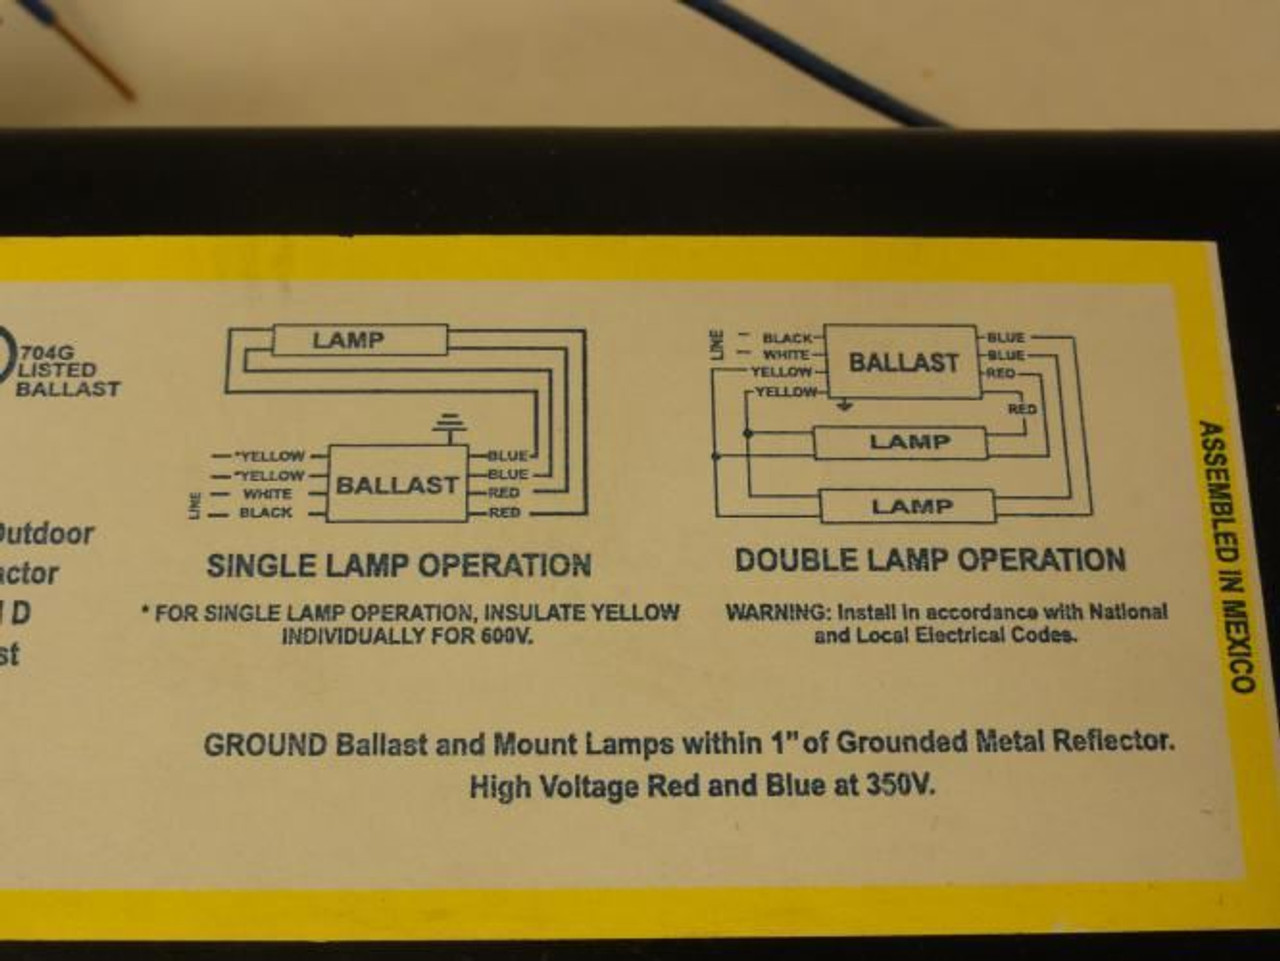 704G
LISTED
BALLAST
Outdoor
actor
D
st
LAMP
*YELLOW
*YELLOW
WHITE
BLACK
LINE
BALLAST
BLUE
BLUE
RED
RED
SINGLE LAMP OPERATION
* FOR SINGLE LAMP OPERATION, INSULATE YELLOW
INDIVIDUALLY FOR 600V.
LINE
BLACK
WHITE
YELLOW
YELLOW
BALLAST
BLUE
BLUE
RED
RED
LAMP
LAMP
DOUBLE LAMP OPERATION
WARNING: Install in accordance with National
and Local Electrical Codes.
GROUND Ballast and Mount Lamps within 1" of Grounded Metal Reflector.
High Voltage Red and Blue at 350V.
ASSEMBLED IN MEXICO